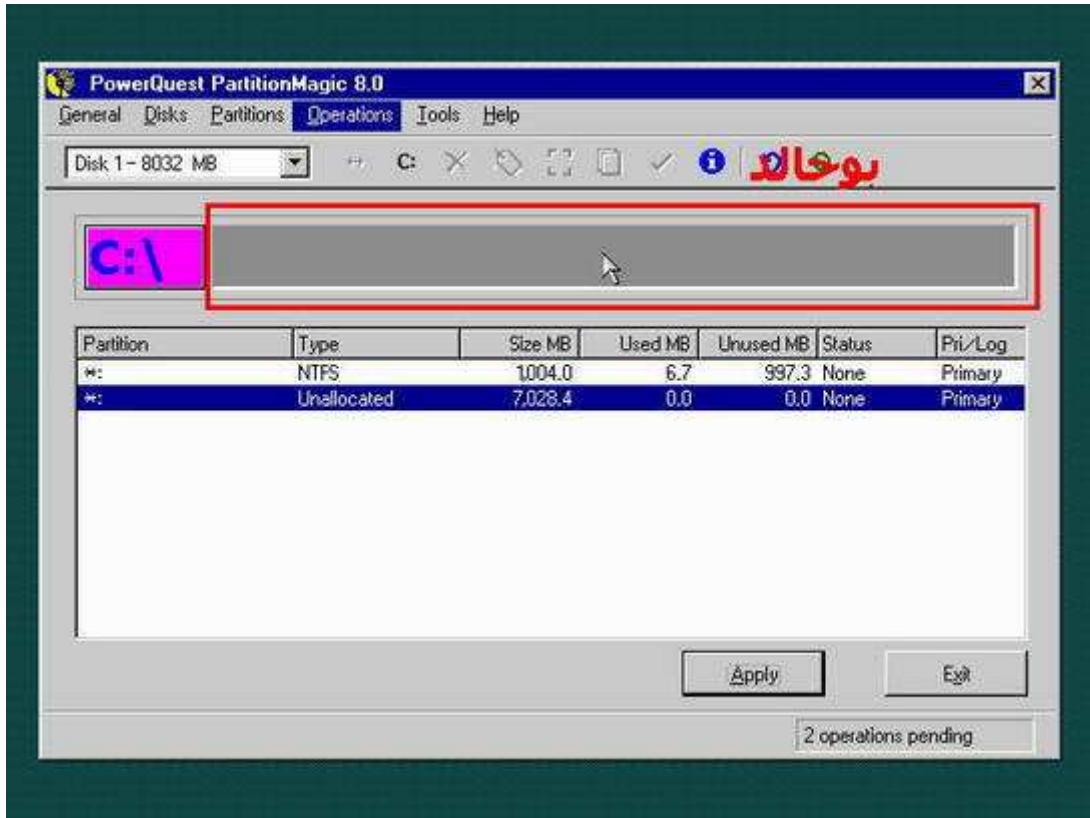 PowerQuest PartitionMagic 8.0
General Disks Partitions Operations Tools Help
Disk 1 - 8032 MB C: بوخالد
C:\
Partition Type Size MB Used MB Unused MB Status Pri/Log
*: NTFS 1,004.0 6.7 997.3 None Primary
*: Unallocated 7,028.4 0.0 0.0 None Primary
Apply Exit
2 operations pending